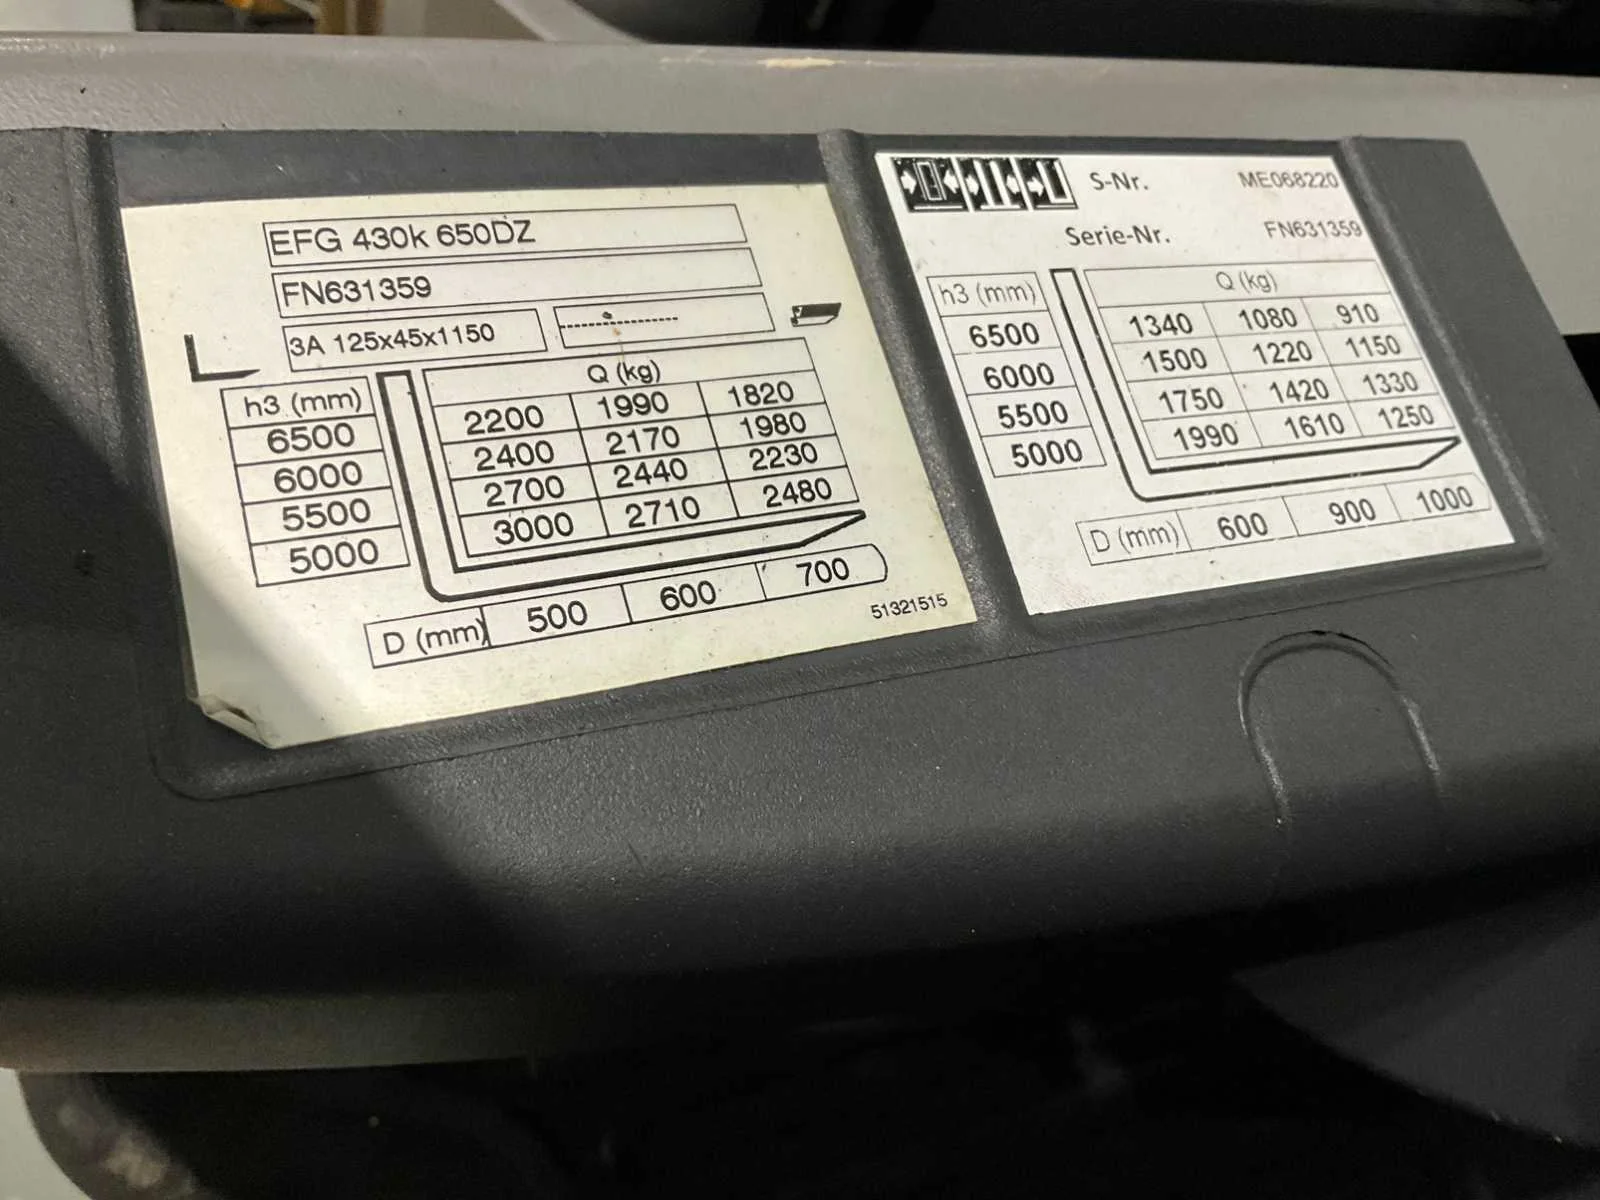 EFG 430k 650DZ
FN631359
3A 125x45x1150
h3 (mm) Q (kg)
6500 2200 1990 1820
6000 2400 2170 1980
5500 2700 2440 2230
5000 3000 2710 2480
D (mm) 500 600 700
51321515
S-Nr. ME068220
Serie-Nr. FN631359
h3 (mm) Q (kg)
6500 1340 1080 910
6000 1500 1220 1150
5500 1750 1420 1330
5000 1990 1610 1250
D (mm) 600 900 1000